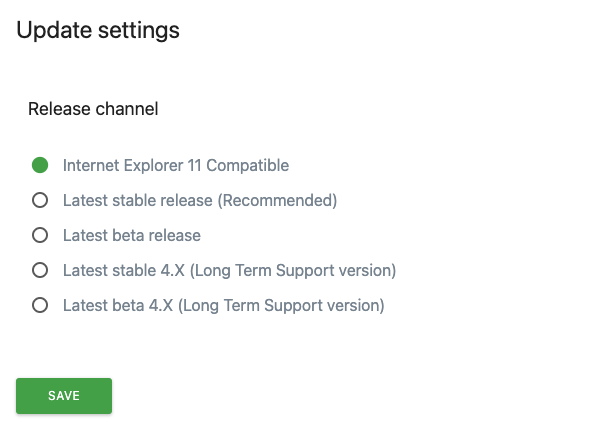 Update settings
Release channel
Internet Explorer 11 Compatible
Latest stable release (Recommended)
Latest beta release
Latest stable 4.X (Long Term Support version)
Latest beta 4.X (Long Term Support version)
SAVE